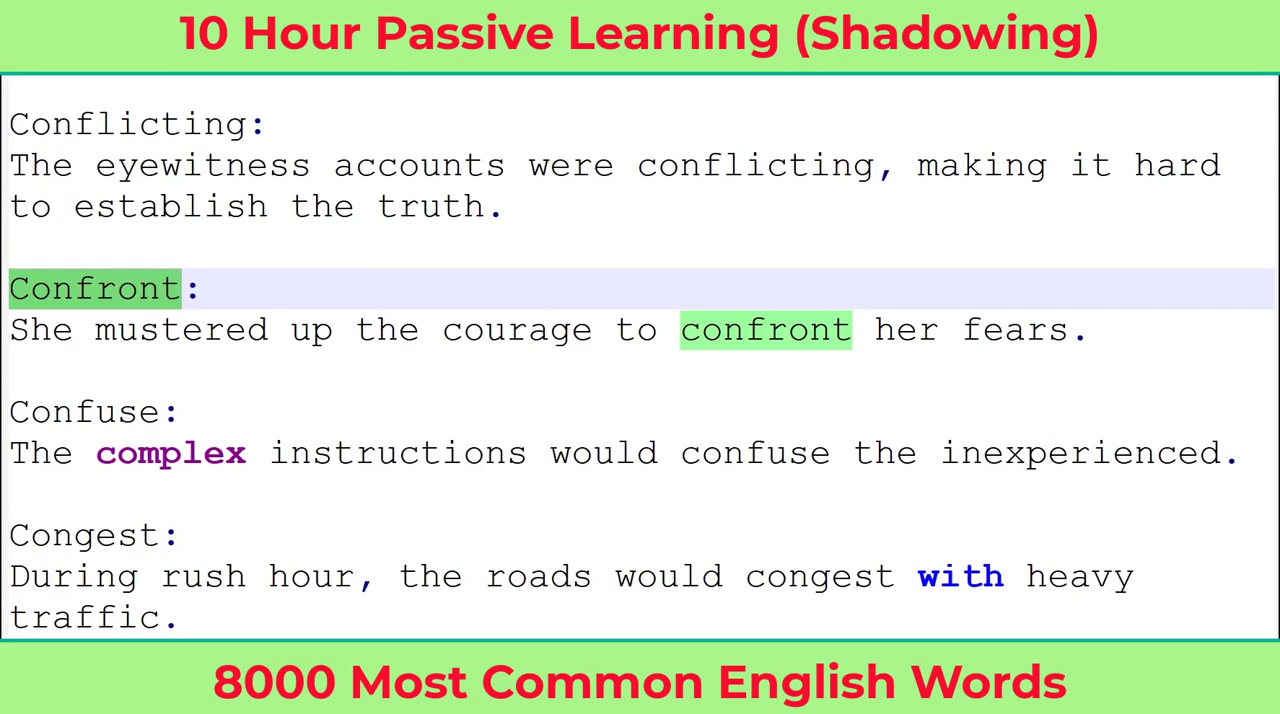 10 Hour Passive Learning (Shadowing)
Conflicting:
The eyewitness accounts were conflicting, making it hard
to establish the truth.
Confront:
She mustered up the courage to confront her fears.
Confuse:
The complex instructions would confuse the inexperienced.
Congest:
During rush hour, the roads would congest with heavy
traffic.
8000 Most Common English Words